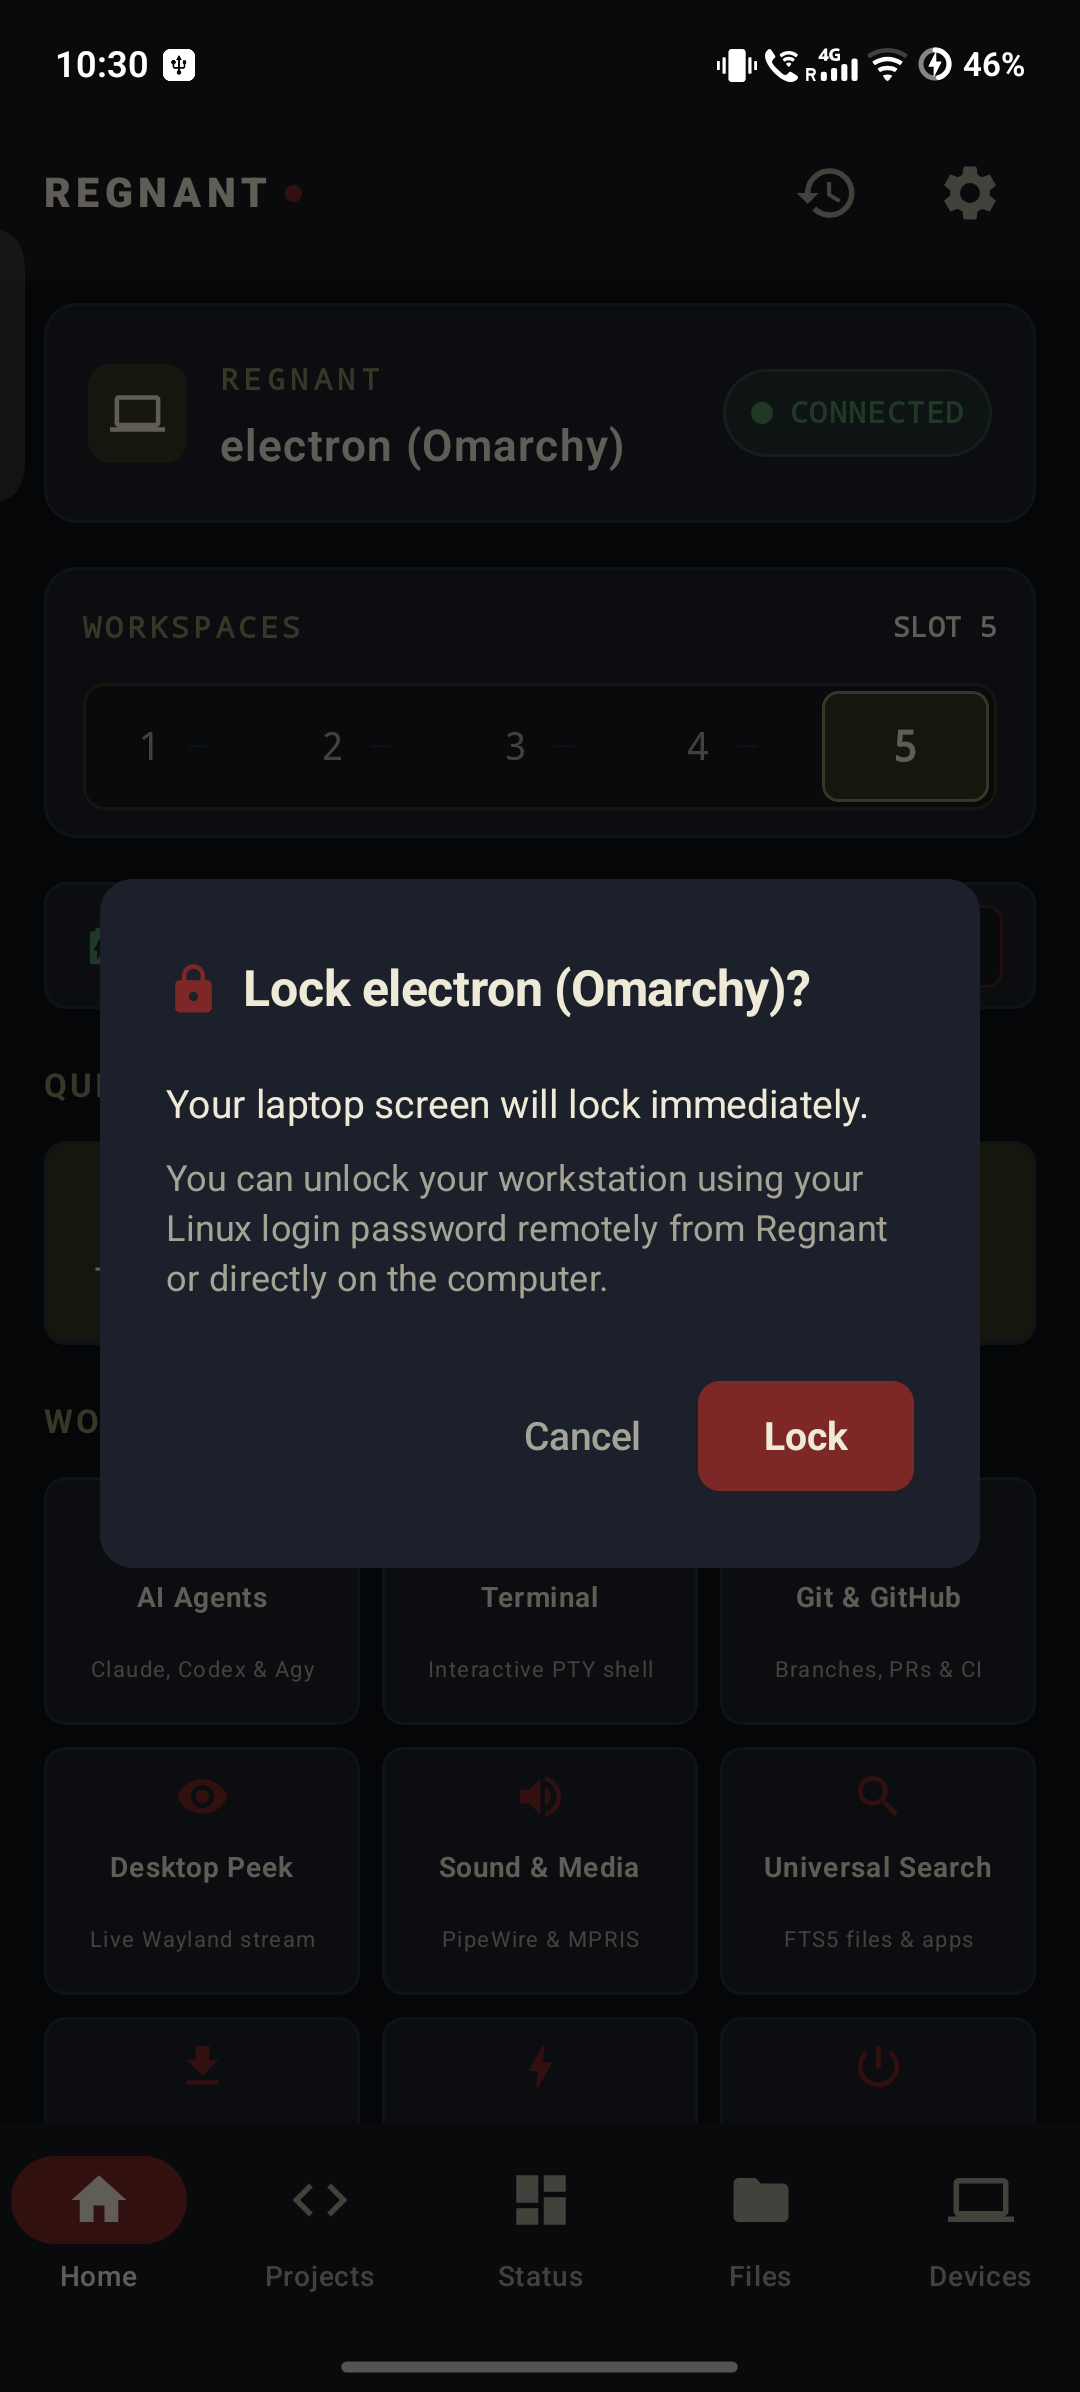 10:30
4G
R
46%
REGNANT
REGNANT
electron (Omarchy)
CONNECTED
WORKSPACES
SLOT 5
1 2 3 4 5
Lock electron (Omarchy)?
Your laptop screen will lock immediately.
You can unlock your workstation using your
Linux login password remotely from Regnant
or directly on the computer.
Cancel
Lock
AI Agents
Terminal
Git & GitHub
Claude, Codex & Agy
Interactive PTY shell
Branches, PRs & CI
Desktop Peek
Sound & Media
Universal Search
Live Wayland stream
PipeWire & MPRIS
FTS5 files & apps
Home
Projects
Status
Files
Devices